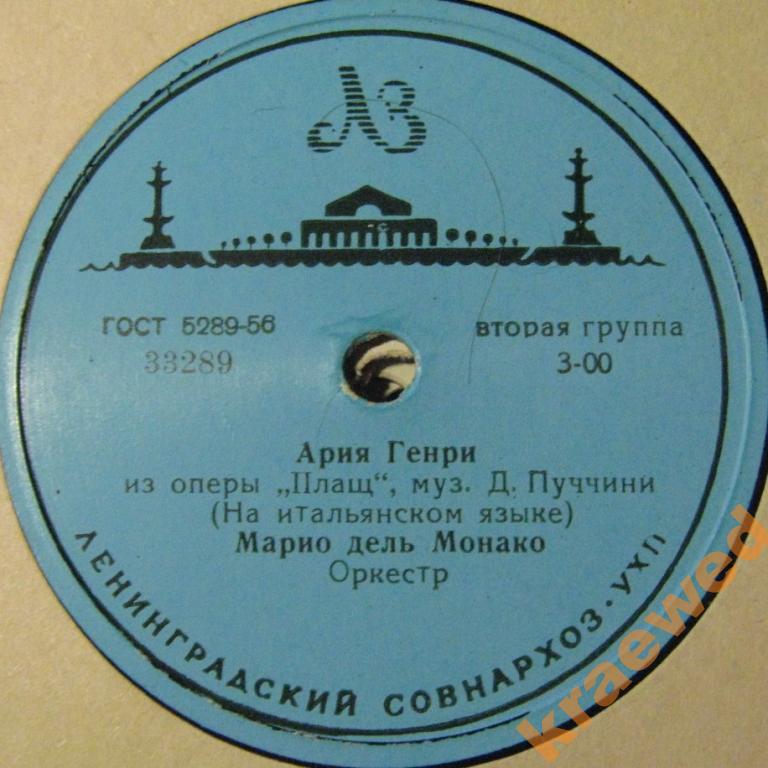 ЛЗ
ГОСТ 5289-56
вторая группа
33289
3-00
Ария Генри
из оперы „Плащ“, муз. Д. Пуччини
(На итальянском языке)
Марио дель Монако
Оркестр
ЛЕНИНГРАДСКИЙ СОВНАРХОЗ · УХП
kraewed